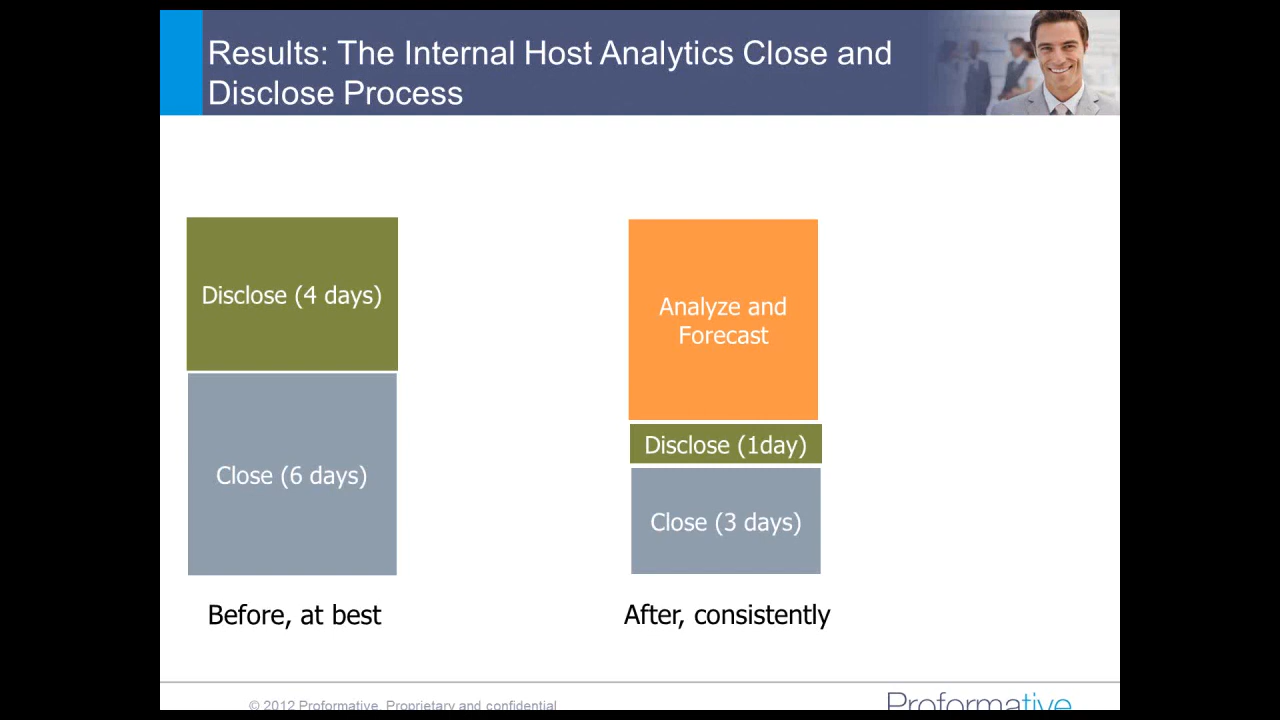 Results: The Internal Host Analytics Close and
Disclose Process
Disclose (4 days)
Close (6 days)
Before, at best
Analyze and
Forecast
Disclose (1day)
Close (3 days)
After, consistently
© 2012 Proformative. Proprietary and confidential
Proformative